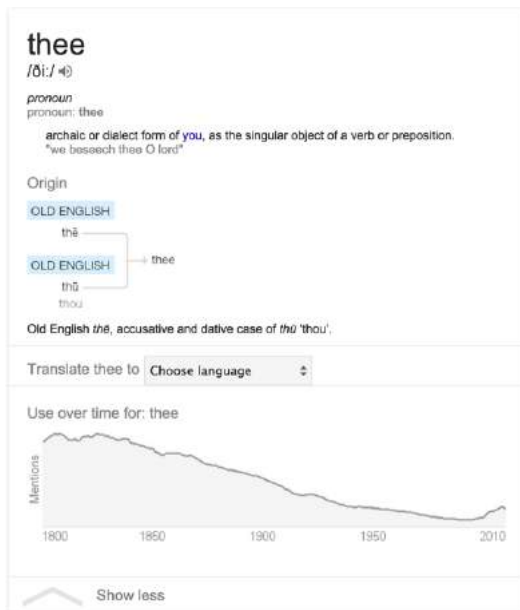 thee
/ðiː/
pronoun
pronoun: thee
archaic or dialect form of you, as the singular object of a verb or preposition.
"we beseech thee O lord"
Origin
OLD ENGLISH
thē
OLD ENGLISH
thū
thou
thee
Old English thē, accusative and dative case of thū 'thou'.
Translate thee to Choose language
Use over time for: thee
Mentions
1800 1850 1900 1950 2010
Show less